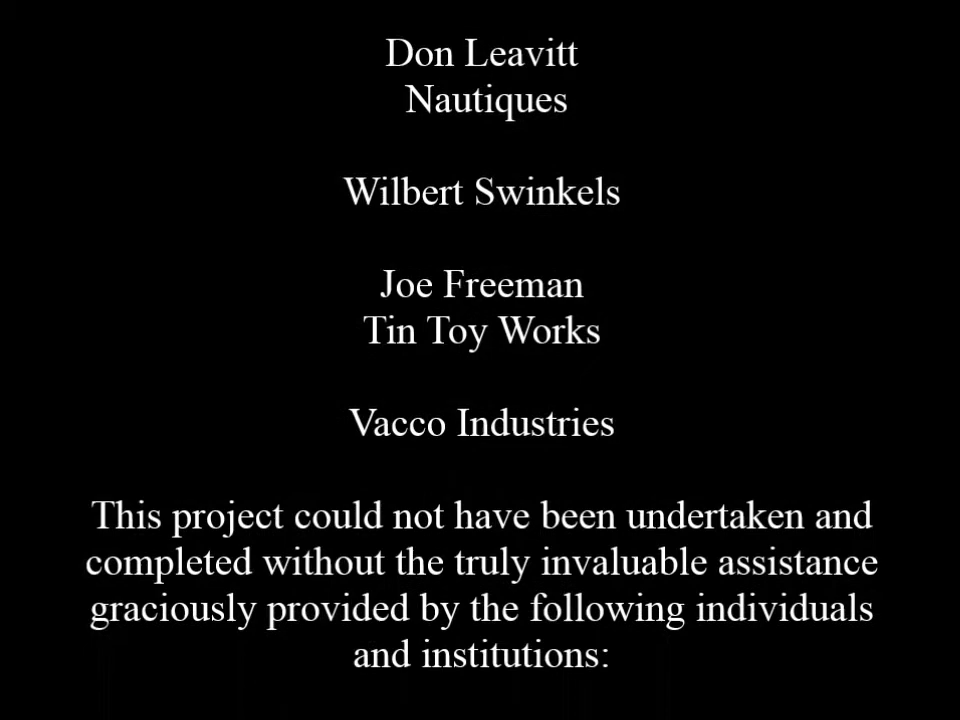 Don Leavitt
Nautiques
Wilbert Swinkels
Joe Freeman
Tin Toy Works
Vacco Industries
This project could not have been undertaken and
completed without the truly invaluable assistance
graciously provided by the following individuals
and institutions: